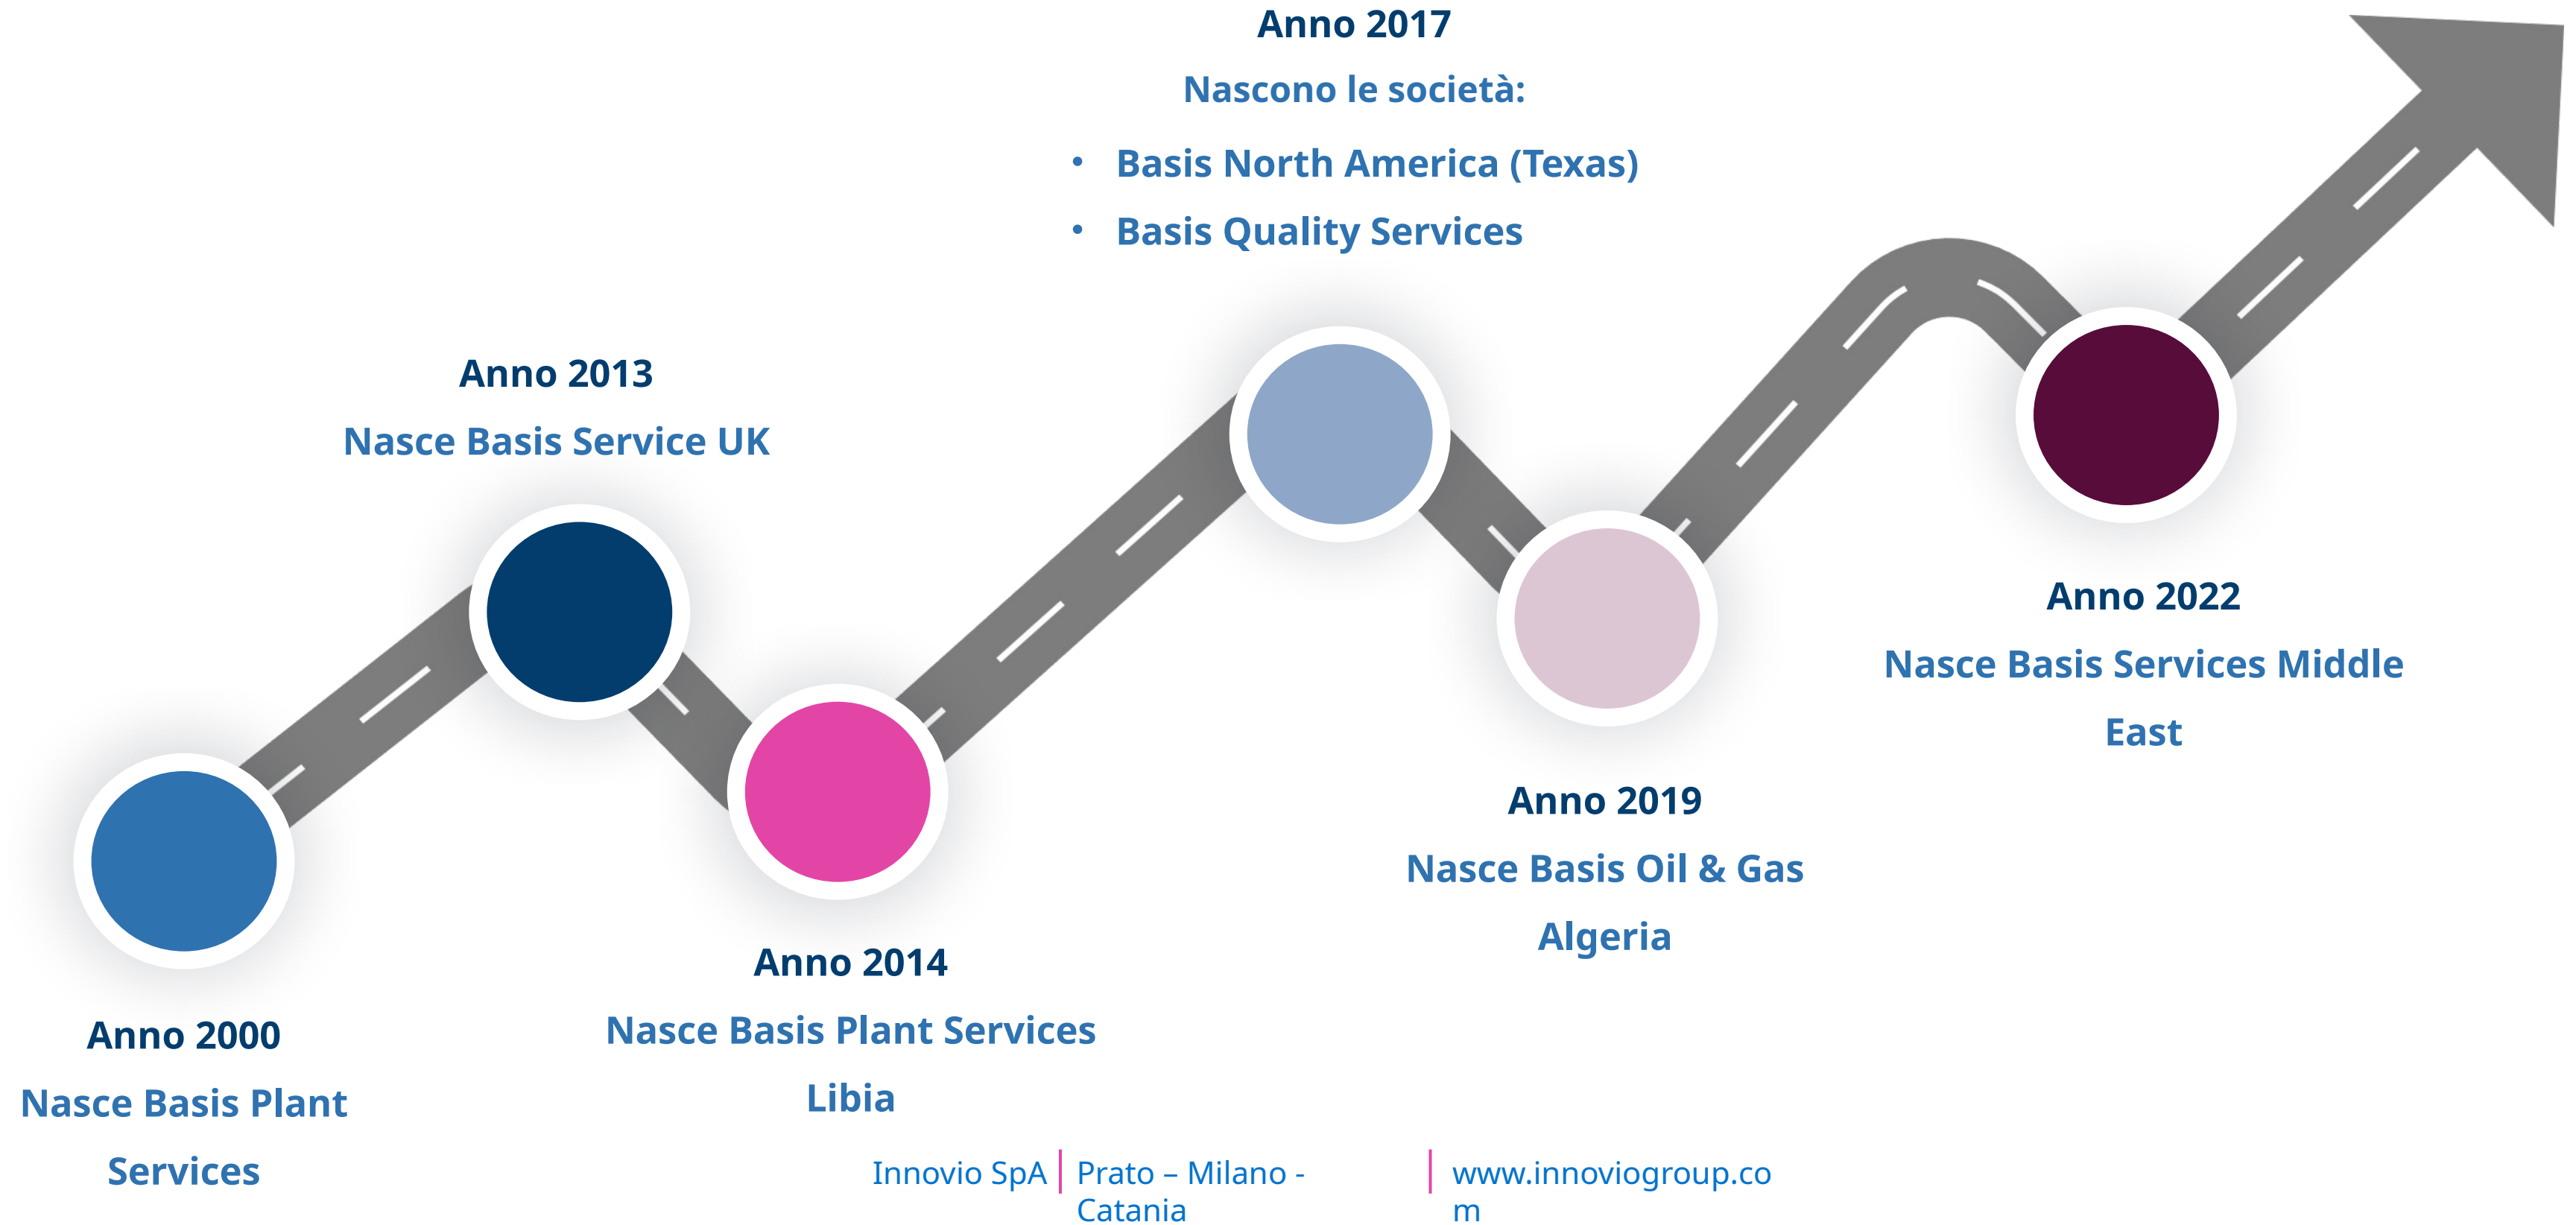 Anno 2017
Nascono le società:
• Basis North America (Texas)
• Basis Quality Services
Anno 2013
Nasce Basis Service UK
Anno 2022
Nasce Basis Services Middle
East
Anno 2019
Nasce Basis Oil & Gas
Algeria
Anno 2014
Nasce Basis Plant Services
Libia
Anno 2000
Nasce Basis Plant
Services
Innovio SpA
Prato – Milano -
Catania
www.innoviogroup.co
m